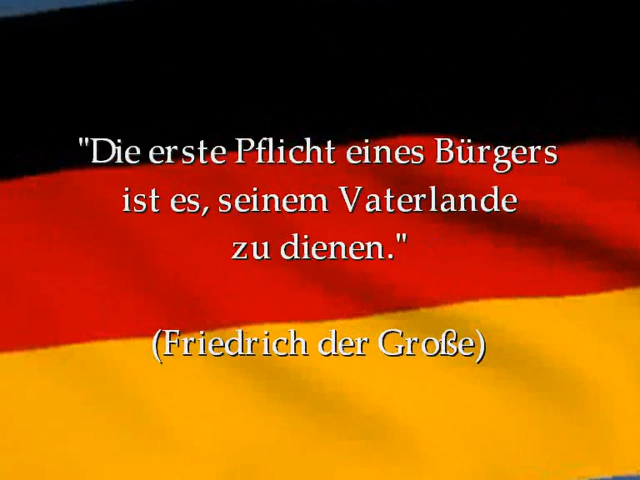 "Die erste Pflicht eines Bürgers
ist es, seinem Vaterlande
zu dienen."
(Friedrich der Große)